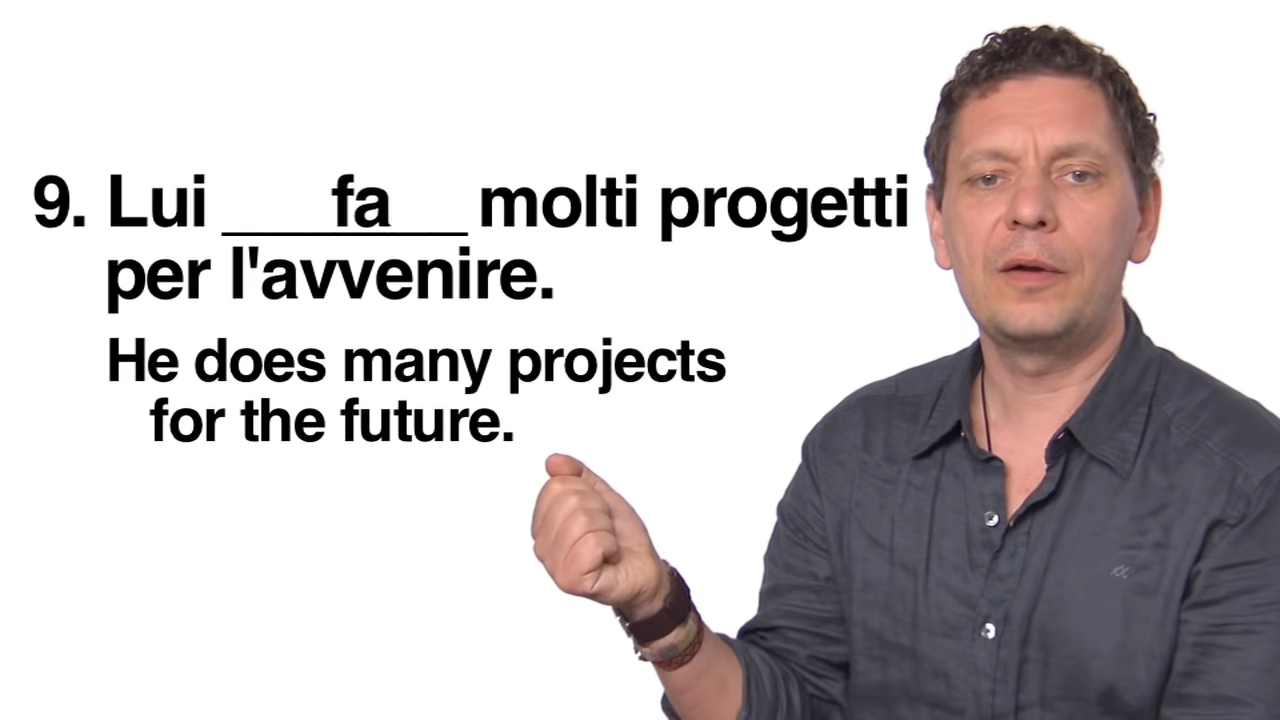 9. Lui ___fa___ molti progetti
per l'avvenire.
He does many projects
for the future.